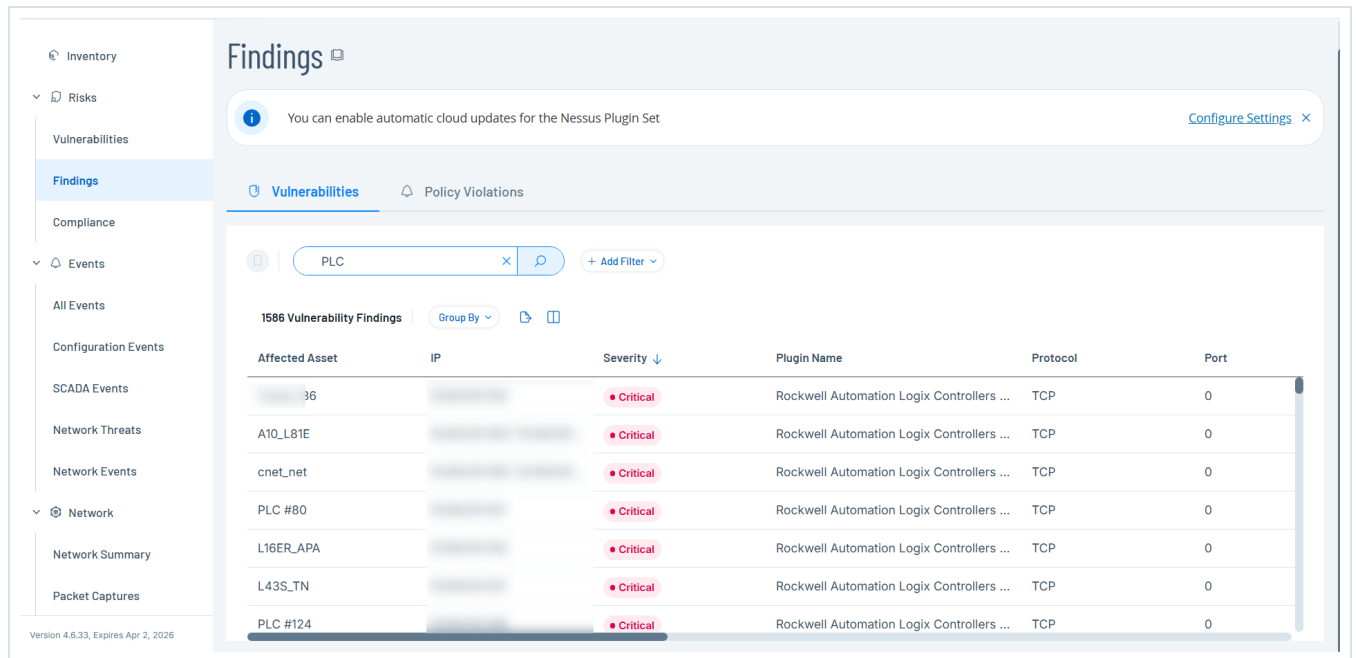 Inventory
Risks
Vulnerabilities
Findings
Compliance
Events
All Events
Configuration Events
SCADA Events
Network Threats
Network Events
Network
Network Summary
Packet Captures
Version 4.6.33, Expires Apr 2, 2026
Findings
You can enable automatic cloud updates for the Nessus Plugin Set Configure Settings
Vulnerabilities Policy Violations
PLC + Add Filter
1586 Vulnerability Findings Group By
Affected Asset IP Severity Plugin Name Protocol Port
36 Critical Rockwell Automation Logix Controllers ... TCP 0
A10_L81E Critical Rockwell Automation Logix Controllers ... TCP 0
cnet_net Critical Rockwell Automation Logix Controllers ... TCP 0
PLC #80 Critical Rockwell Automation Logix Controllers ... TCP 0
L16ER_APA Critical Rockwell Automation Logix Controllers ... TCP 0
L43S_TN Critical Rockwell Automation Logix Controllers ... TCP 0
PLC #124 Critical Rockwell Automation Logix Controllers ... TCP 0